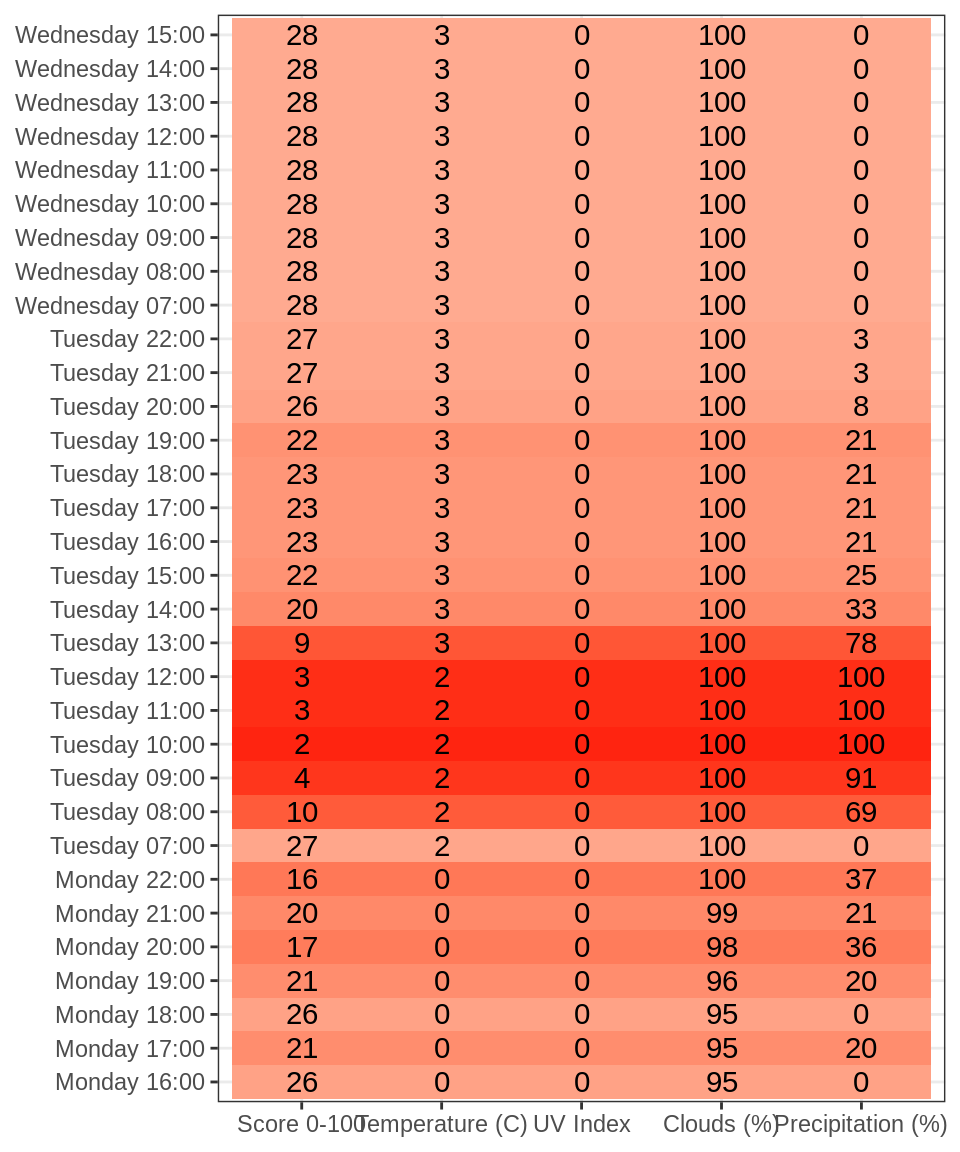 Wednesday 15:00 28 3 0 100 0
Wednesday 14:00 28 3 0 100 0
Wednesday 13:00 28 3 0 100 0
Wednesday 12:00 28 3 0 100 0
Wednesday 11:00 28 3 0 100 0
Wednesday 10:00 28 3 0 100 0
Wednesday 09:00 28 3 0 100 0
Wednesday 08:00 28 3 0 100 0
Wednesday 07:00 28 3 0 100 0
Tuesday 22:00 27 3 0 100 3
Tuesday 21:00 27 3 0 100 3
Tuesday 20:00 26 3 0 100 8
Tuesday 19:00 22 3 0 100 21
Tuesday 18:00 23 3 0 100 21
Tuesday 17:00 23 3 0 100 21
Tuesday 16:00 23 3 0 100 21
Tuesday 15:00 22 3 0 100 25
Tuesday 14:00 20 3 0 100 33
Tuesday 13:00 9 3 0 100 78
Tuesday 12:00 3 2 0 100 100
Tuesday 11:00 3 2 0 100 100
Tuesday 10:00 2 2 0 100 100
Tuesday 09:00 4 2 0 100 91
Tuesday 08:00 10 2 0 100 69
Tuesday 07:00 27 2 0 100 0
Monday 22:00 16 0 0 100 37
Monday 21:00 20 0 0 99 21
Monday 20:00 17 0 0 98 36
Monday 19:00 21 0 0 96 20
Monday 18:00 26 0 0 95 0
Monday 17:00 21 0 0 95 20
Monday 16:00 26 0 0 95 0
Score 0-100 Temperature (C) UV Index Clouds (%) Precipitation (%)